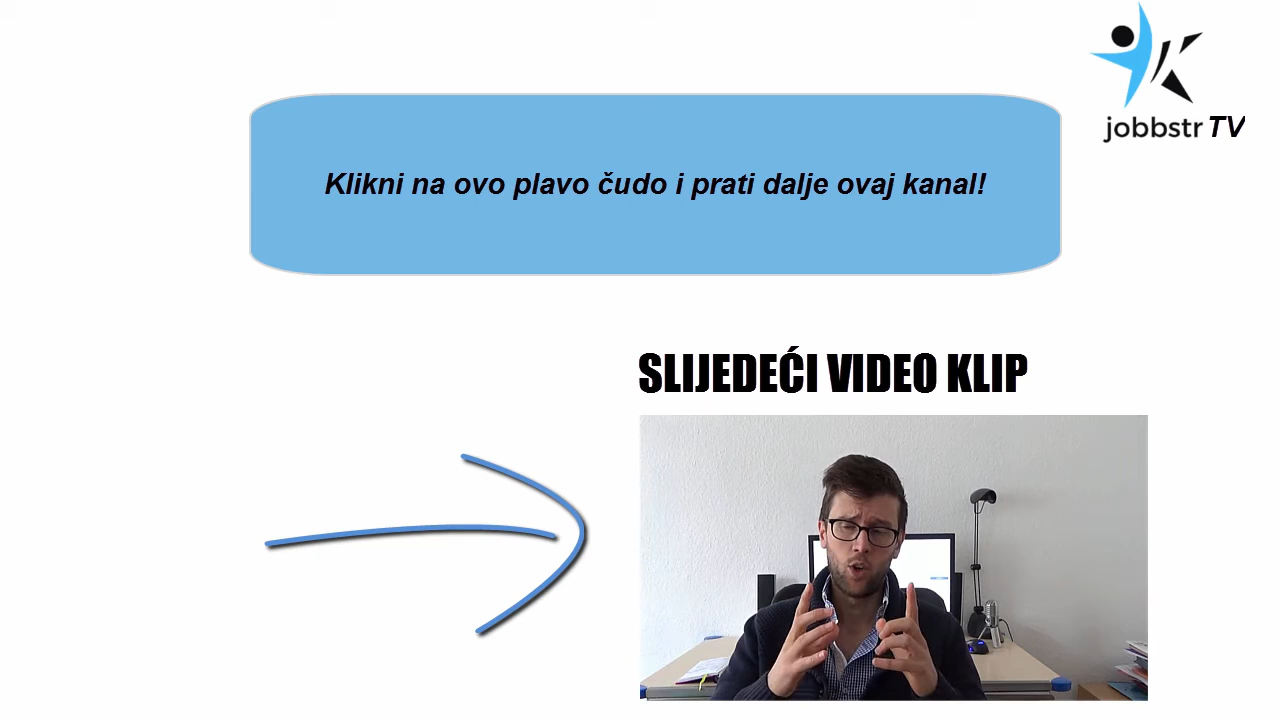 jobbstr TV
Klikni na ovo plavo čudo i prati dalje ovaj kanal!
SLIJEDEĆI VIDEO KLIP